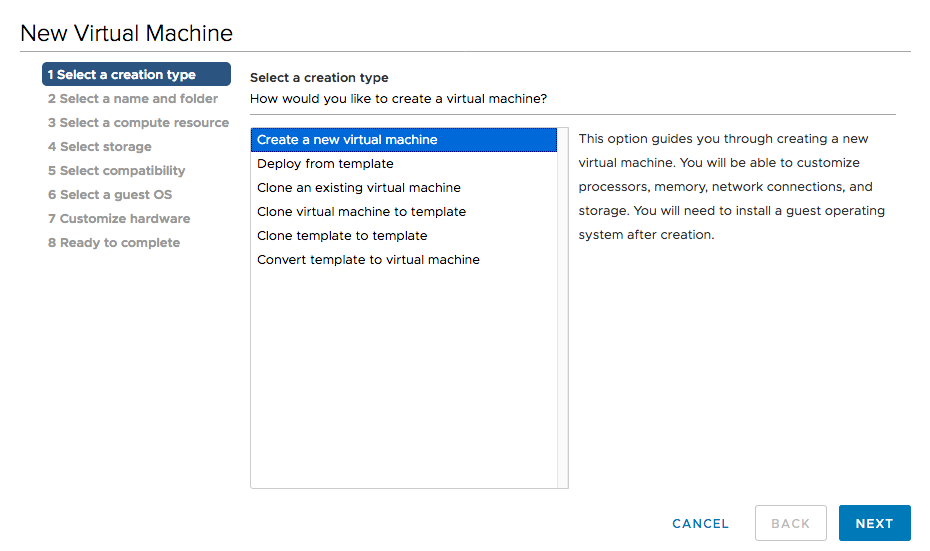 New Virtual Machine
1 Select a creation type
2 Select a name and folder
3 Select a compute resource
4 Select storage
5 Select compatibility
6 Select a guest OS
7 Customize hardware
8 Ready to complete
Select a creation type
How would you like to create a virtual machine?
Create a new virtual machine
Deploy from template
Clone an existing virtual machine
Clone virtual machine to template
Clone template to template
Convert template to virtual machine
This option guides you through creating a new
virtual machine. You will be able to customize
processors, memory, network connections, and
storage. You will need to install a guest operating
system after creation.
CANCEL
BACK
NEXT